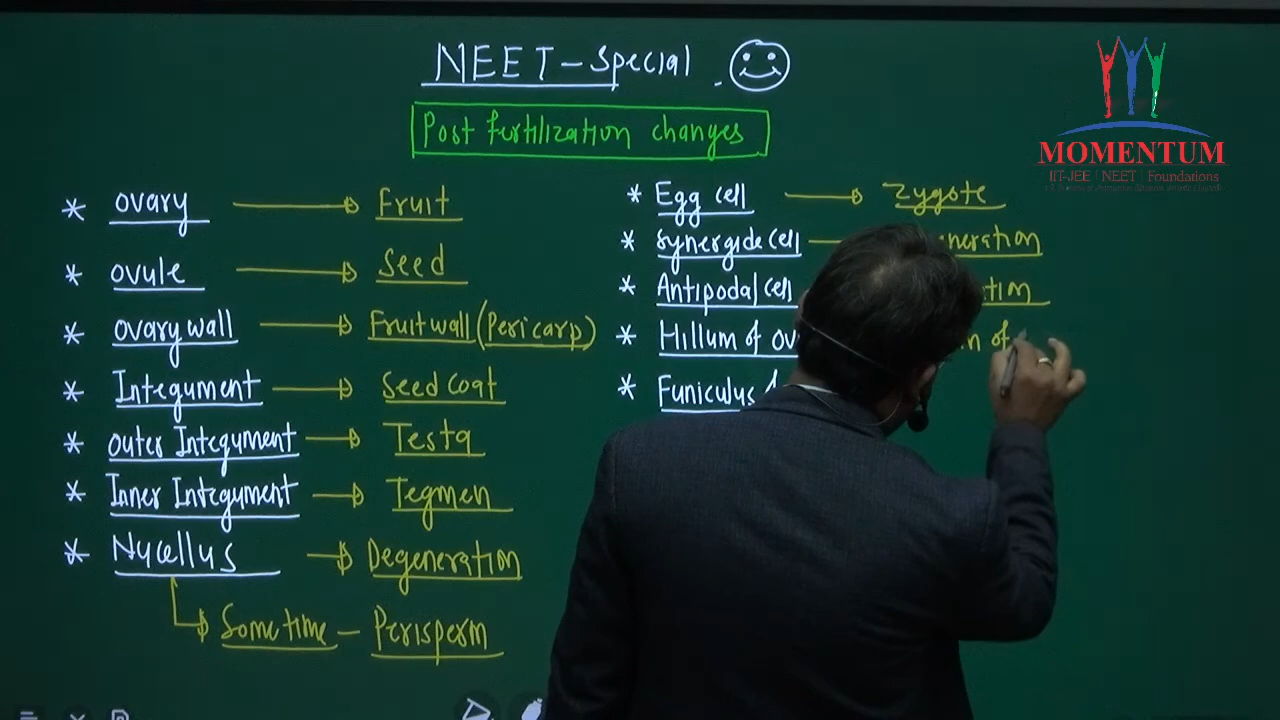 NEET - Special
Post fertilization changes
MOMENTUM
IIT-JEE | NEET | Foundations
* ovary → Fruit
* ovule → Seed
* ovary wall → Fruit wall (Pericarp)
* Integument → Seed coat
* outer Integument → Testa
* Inner Integument → Tegmen
* Nucellus → Degeneration
Sometime - Perisperm
* Egg cell → Zygote
* Synergide cell neration
* Antipodal cell
* Hillum of ov of
* Funiculus